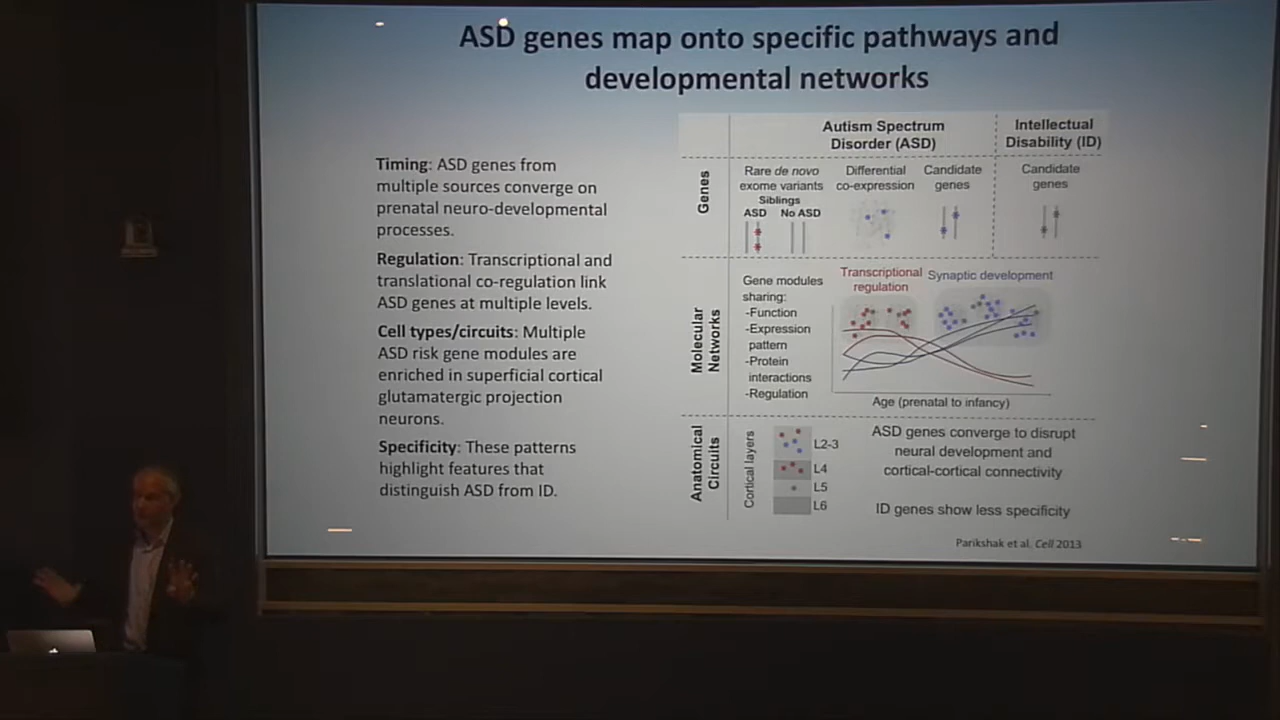 ASD genes map onto specific pathways and
developmental networks
Timing: ASD genes from
multiple sources converge on
prenatal neuro-developmental
processes.
Regulation: Transcriptional and
translational co-regulation link
ASD genes at multiple levels.
Cell types/circuits: Multiple
ASD risk gene modules are
enriched in superficial cortical
glutamatergic projection
neurons.
Specificity: These patterns
highlight features that
distinguish ASD from ID.
Autism Spectrum
Disorder (ASD)
Intellectual
Disability (ID)
Genes
Rare de novo
exome variants
Siblings
ASD No ASD
Differential
co-expression
Candidate
genes
Candidate
genes
Molecular
Networks
Gene modules
sharing:
-Function
-Expression
pattern
-Protein
interactions
-Regulation
Transcriptional
regulation
Synaptic development
Age (prenatal to infancy)
Anatomical
Circuits
Cortical layers
L2-3
L4
L5
L6
ASD genes converge to disrupt
neural development and
cortical-cortical connectivity
ID genes show less specificity
Parikshak et al. Cell 2013